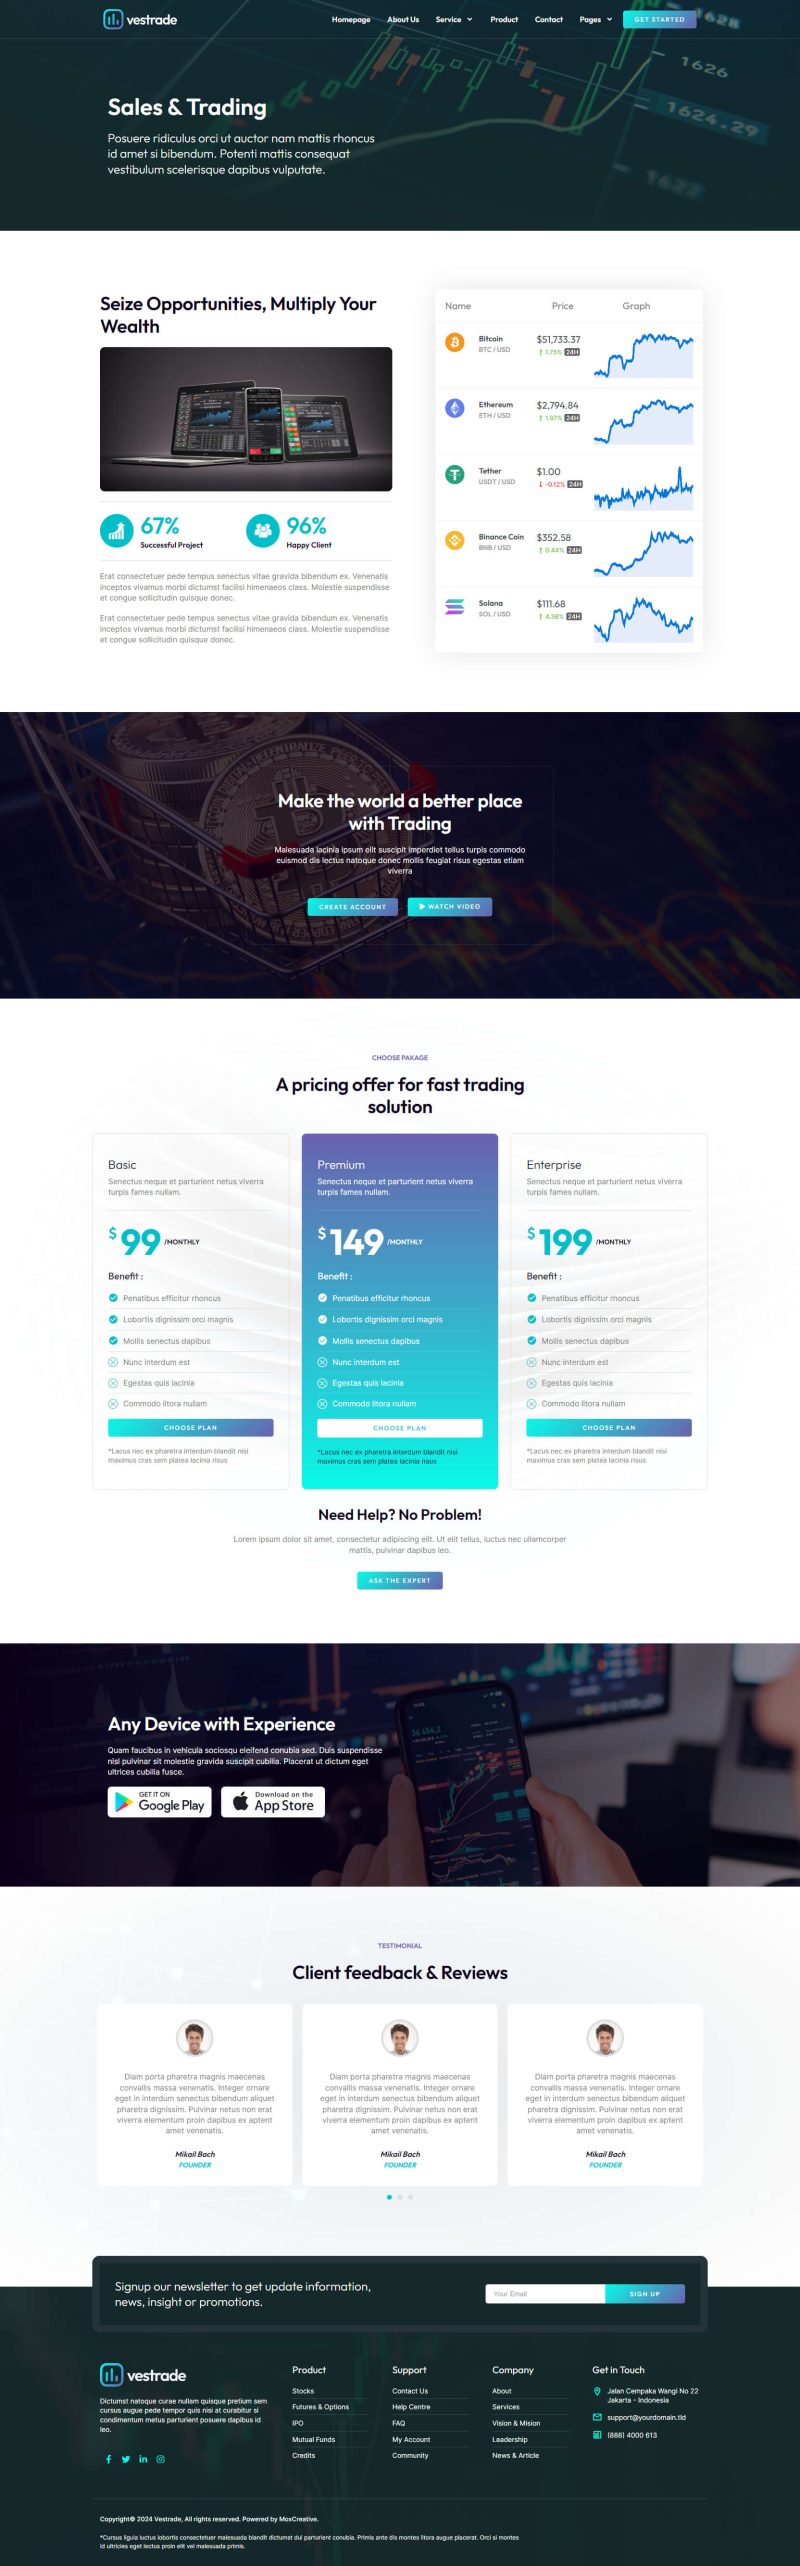 vestrade
Homepage About Us Service Product Contact Pages GET STARTED
1628
1626
1624.29
1622
Sales & Trading
Posuere ridiculus orci ut auctor nam mattis rhoncus
id amet si bibendum. Potenti mattis consequat
vestibulum scelerisque dapibus vulputate.
Seize Opportunities, Multiply Your
Wealth
67%
Successful Project
96%
Happy Client
Erat consectetuer pede tempus senectus vitae gravida bibendum ex. Venenatis
inceptos vivamus morbi dictumst facilisi himenaeos class. Molestie suspendisse
et congue sollicitudin quisque donec.
Erat consectetuer pede tempus senectus vitae gravida bibendum ex. Venenatis
inceptos vivamus morbi dictumst facilisi himenaeos class. Molestie suspendisse
et congue sollicitudin quisque donec.
Name Price Graph
Bitcoin $51,733.37
BTC / USD ↑ 1.75% 24H
Ethereum $2,794.84
ETH / USD ↑ 1.97% 24H
Tether $1.00
USDT / USD ↓ -0.12% 24H
Binance Coin $352.58
BNB / USD ↑ 0.44% 24H
Solana $111.68
SOL / USD ↑ 4.38% 24H
Make the world a better place
with Trading
Malesuada lacinia ipsum elit suscipit imperdiet tellus turpis commodo
euismod dis lectus natoque donec mollis feugiat risus egestas etiam
viverra
CREATE ACCOUNT WATCH VIDEO
CHOOSE PAKAGE
A pricing offer for fast trading
solution
Basic
Senectus neque et parturient netus viverra
turpis fames nullam.
$99 /MONTHLY
Benefit :
Penatibus efficitur rhoncus
Lobortis dignissim orci magnis
Mollis senectus dapibus
Nunc interdum est
Egestas quis lacinia
Commodo litora nullam
CHOOSE PLAN
*Lacus nec ex pharetra interdum blandit nisi
maximus cras sem platea lacinia risus
Premium
Senectus neque et parturient netus viverra
turpis fames nullam.
$149 /MONTHLY
Benefit :
Penatibus efficitur rhoncus
Lobortis dignissim orci magnis
Mollis senectus dapibus
Nunc interdum est
Egestas quis lacinia
Commodo litora nullam
CHOOSE PLAN
*Lacus nec ex pharetra interdum blandit nisi
maximus cras sem platea lacinia risus
Enterprise
Senectus neque et parturient netus viverra
turpis fames nullam.
$199 /MONTHLY
Benefit :
Penatibus efficitur rhoncus
Lobortis dignissim orci magnis
Mollis senectus dapibus
Nunc interdum est
Egestas quis lacinia
Commodo litora nullam
CHOOSE PLAN
*Lacus nec ex pharetra interdum blandit nisi
maximus cras sem platea lacinia risus
Need Help? No Problem!
Lorem ipsum dolor sit amet, consectetur adipiscing elit. Ut elit tellus, luctus nec ullamcorper
mattis, pulvinar dapibus leo.
ASK THE EXPERT
Any Device with Experience
Quam faucibus in vehicula sociosqu eleifend conubia sed. Duis suspendisse
nisi pulvinar sit molestie gravida suscipit cubilia. Placerat ut dictum eget
ultrices cubilia fusce.
GET IT ON
Google Play
Download on the
App Store
TESTIMONIAL
Client feedback & Reviews
Diam porta pharetra magnis maecenas
convallis massa venenatis. Integer ornare
eget in interdum senectus bibendum aliquet
pharetra dignissim. Pulvinar netus non erat
viverra elementum proin dapibus ex aptent
amet venenatis.
Mikail Bach
FOUNDER
Diam porta pharetra magnis maecenas
convallis massa venenatis. Integer ornare
eget in interdum senectus bibendum aliquet
pharetra dignissim. Pulvinar netus non erat
viverra elementum proin dapibus ex aptent
amet venenatis.
Mikail Bach
FOUNDER
Diam porta pharetra magnis maecenas
convallis massa venenatis. Integer ornare
eget in interdum senectus bibendum aliquet
pharetra dignissim. Pulvinar netus non erat
viverra elementum proin dapibus ex aptent
amet venenatis.
Mikail Bach
FOUNDER
Signup our newsletter to get update information,
news, insight or promotions.
Your Email SIGN UP
vestrade
Dictumst natoque curae nullam quisque pretium sem
cursus augue pede tempor quis nisi at curabitur si
condimentum metus parturient posuere dapibus id
leo.
Product
Stocks
Futures & Options
IPO
Mutual Funds
Credits
Support
Contact Us
Help Centre
FAQ
My Account
Community
Company
About
Services
Vision & Mision
Leadership
News & Article
Get in Touch
Jalan Cempaka Wangi No 22
Jakarta - Indonesia
support@yourdomain.tld
(888) 4000 613
Copyright© 2024 Vestrade, All rights reserved. Powered by MoxCreative.
*Cursus ligula luctus lobortis consectetuer malesuada blandit dictumst dui parturient conubia. Primis ante dis montes litora augue placerat. Orci si montes
id ultricies eget lectus proin elit vel malesuada primis.